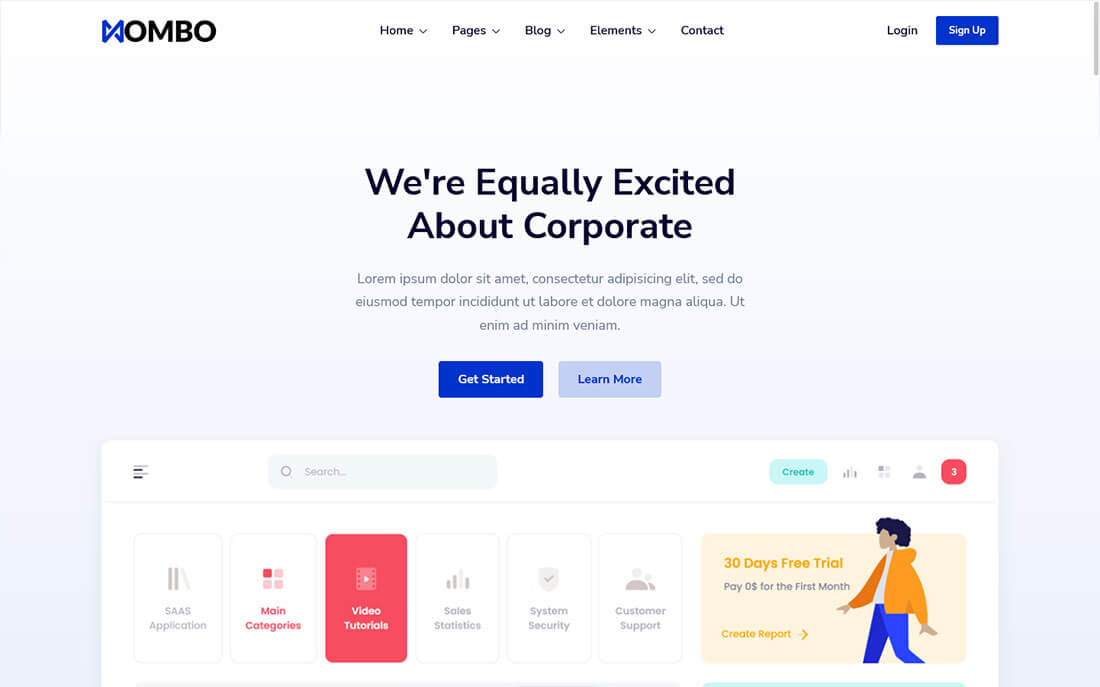 MOMBO
Home Pages Blog Elements Contact
Login Sign Up
We're Equally Excited
About Corporate
Lorem ipsum dolor sit amet, consectetur adipisicing elit, sed do
eiusmod tempor incididunt ut labore et dolore magna aliqua. Ut
enim ad minim veniam.
Get Started Learn More
Search...
Create
3
SAAS
Application
Main
Categories
Video
Tutorials
Sales
Statistics
System
Security
Customer
Support
30 Days Free Trial
Pay 0$ for the First Month
Create Report